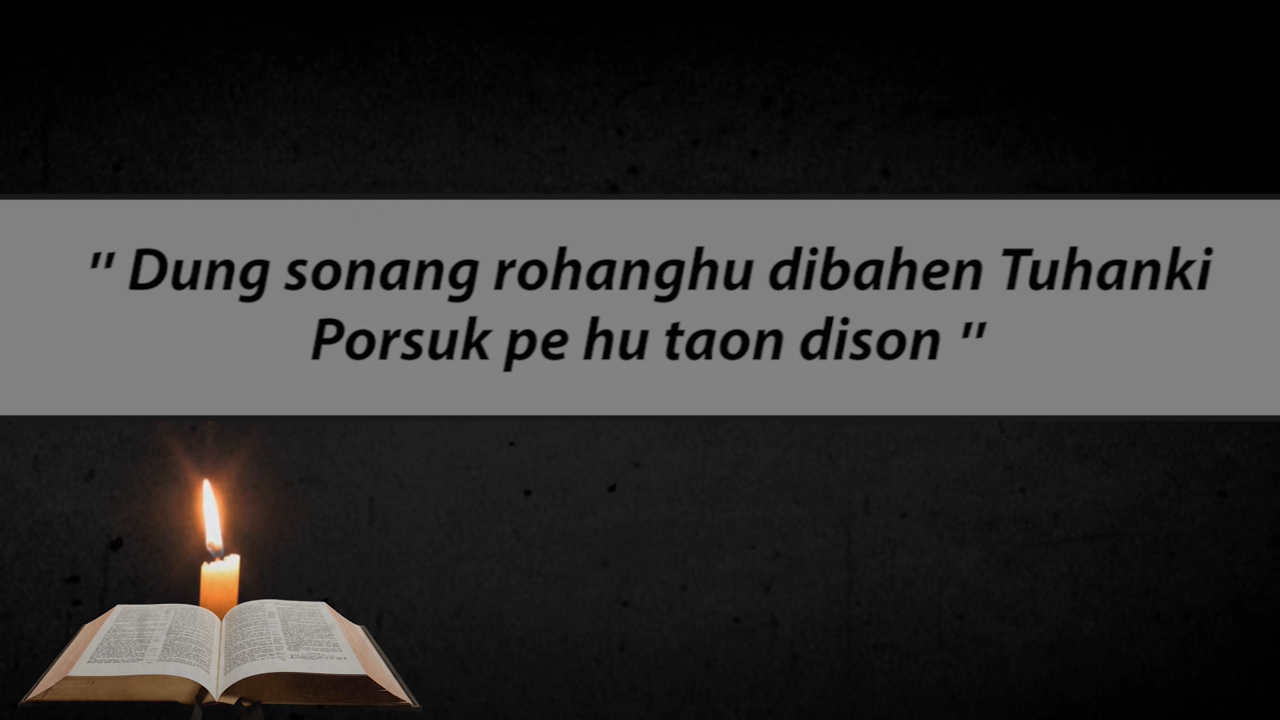 " Dung sonang rohanghu dibahen Tuhanki
Porsuk pe hu taon dison "